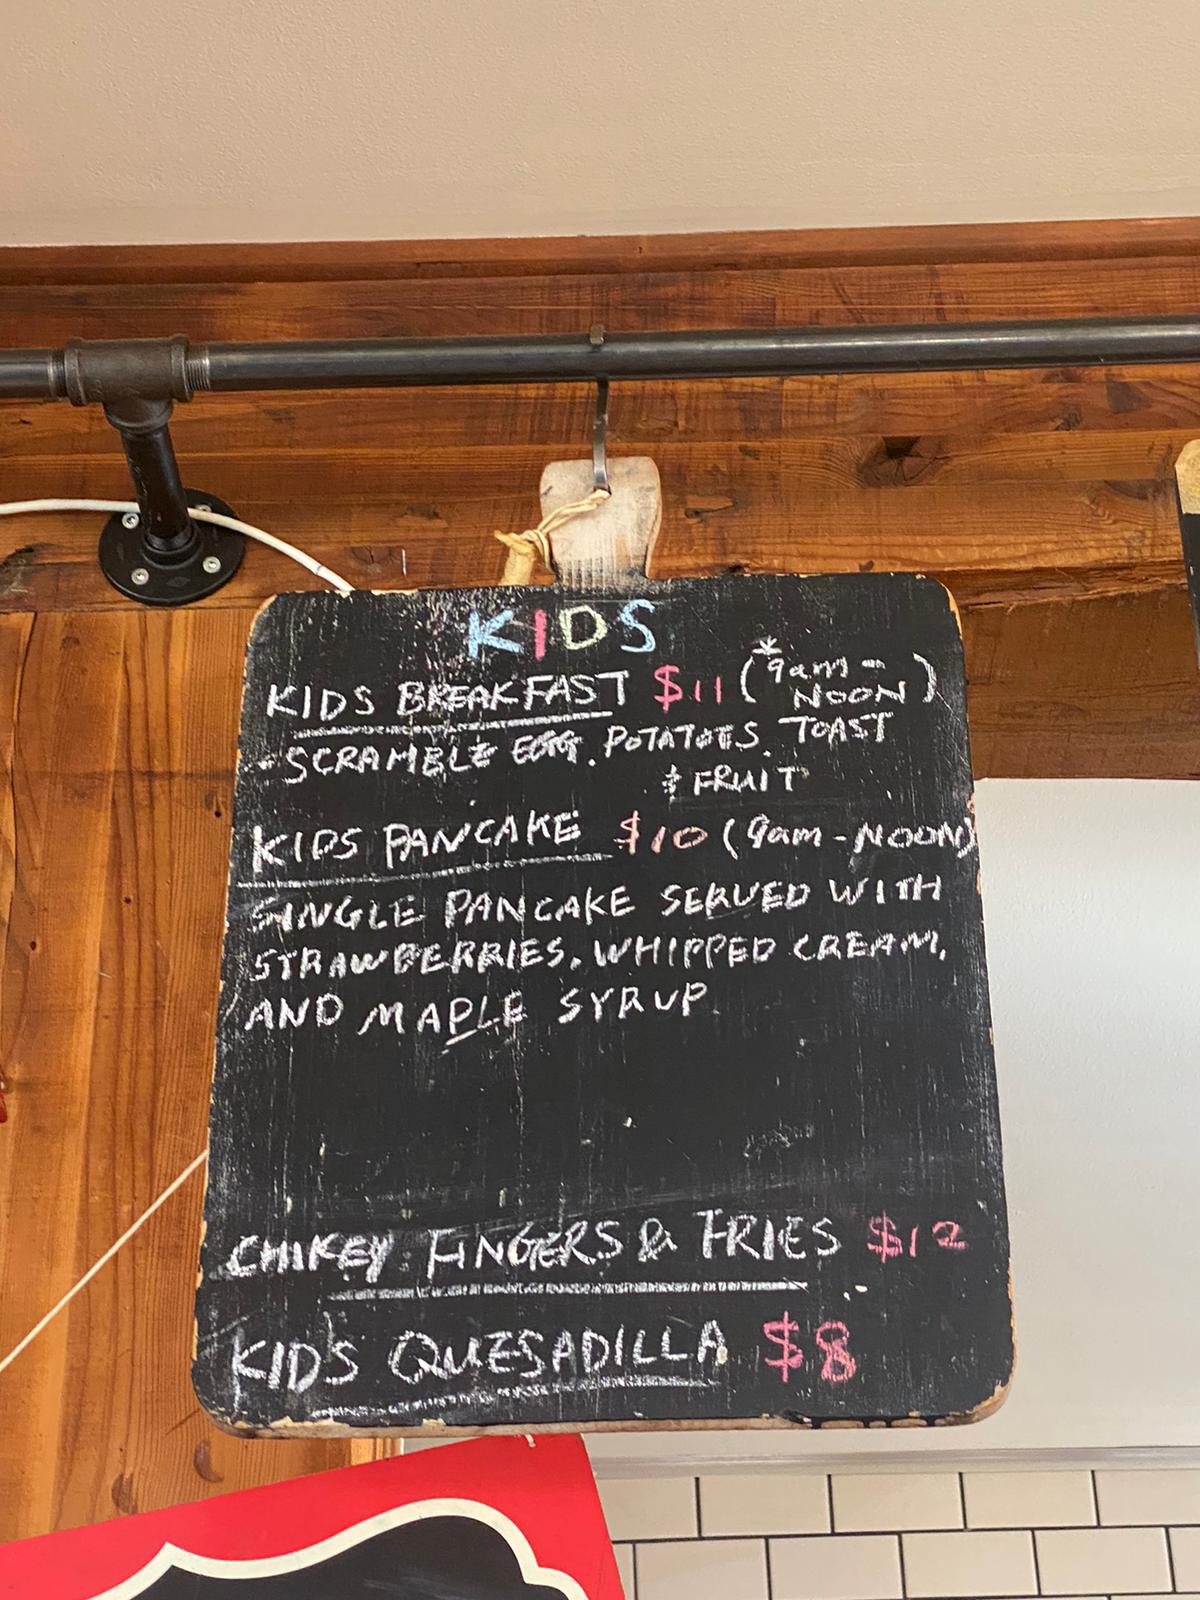 KIDS
KIDS BREAKFAST $11 (*9am-
NOON)
- SCRAMBLE EGG. POTATOES. TOAST
& FRUIT
KIDS PANCAKE $10 (9am-NOON)
SINGLE PANCAKE SERVED WITH
STRAWBERRIES. WHIPPED CREAM.
AND MAPLE SYRUP.
CHIKEY FINGERS & FRIES $12
KID'S QUESADILLA $8